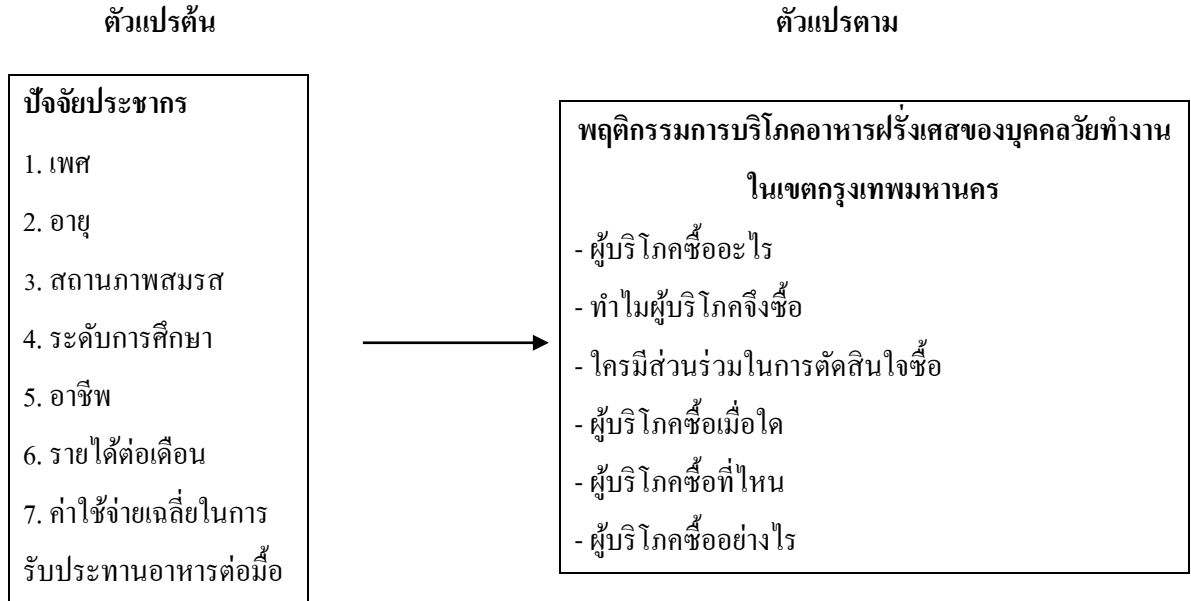 ตัวแปรต้น
ตัวแปรตาม
ปัจจัยประชากร
1. เพศ
2. อายุ
3. สถานภาพสมรส
4. ระดับการศึกษา
5. อาชีพ
6. รายได้ต่อเดือน
7. ค่าใช้จ่ายเฉลี่ยในการ
รับประทานอาหารต่อมื้อ
พฤติกรรมการบริโภคอาหารฝรั่งเศสของบุคคลวัยทำงาน
ในเขตกรุงเทพมหานคร
- ผู้บริโภคซื้ออะไร
- ทำไมผู้บริโภคจึงซื้อ
- ใครมีส่วนร่วมในการตัดสินใจซื้อ
- ผู้บริโภคซื้อเมื่อใด
- ผู้บริโภคซื้อที่ไหน
- ผู้บริโภคซื้ออย่างไร